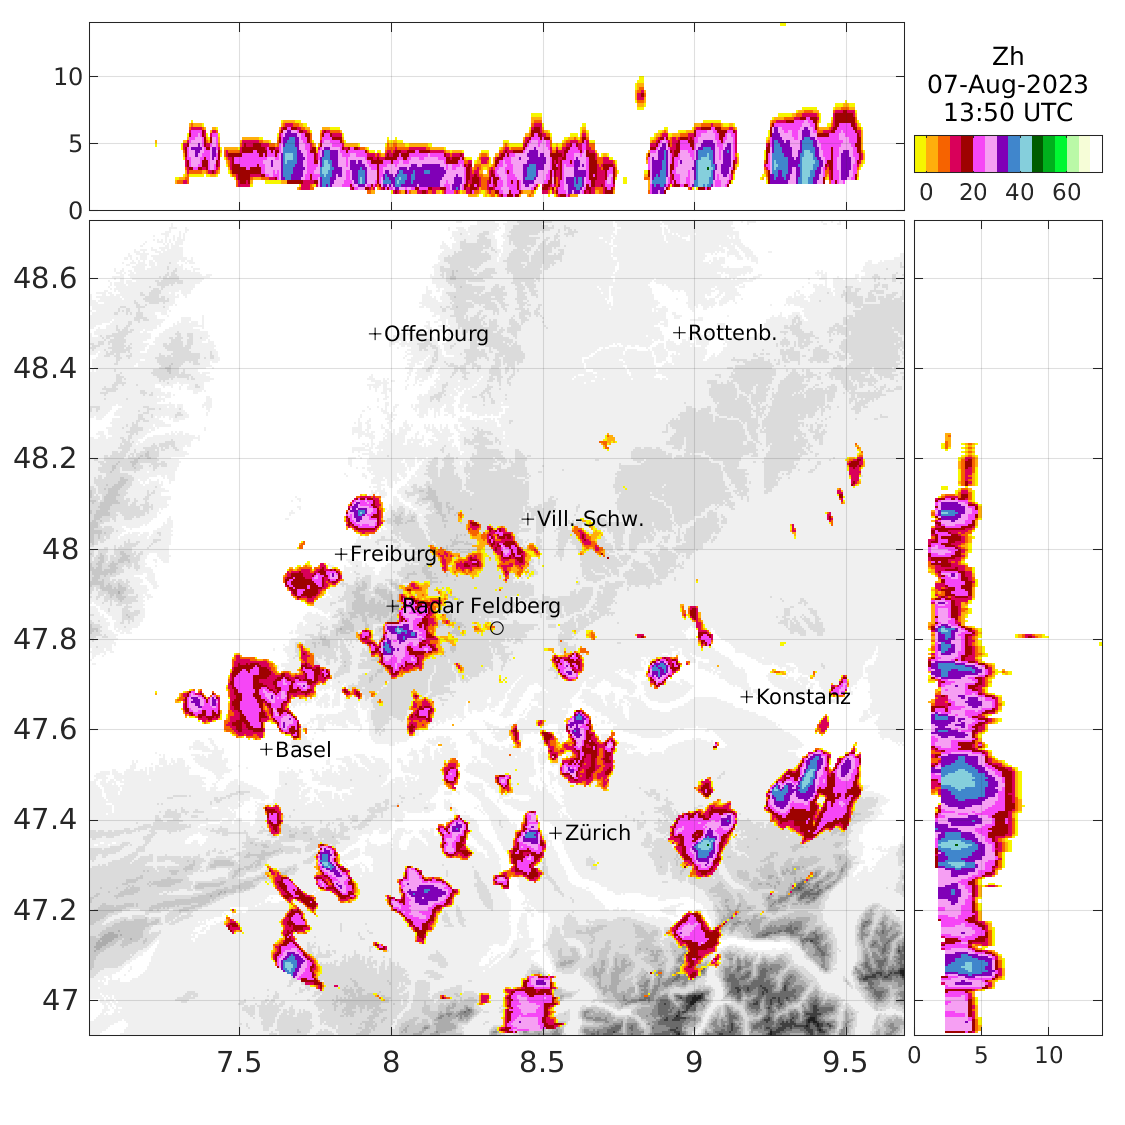 10
5
0
Zh
07-Aug-2023
13:50 UTC
0 20 40 60
48.6
48.4
48.2
48
47.8
47.6
47.4
47.2
47
+Offenburg
+Rottenb.
+Vill.-Schw.
+Freiburg
+Radar Feldberg
+Konstanz
+Basel
+Zürich
7.5 8 8.5 9 9.5
0 5 10